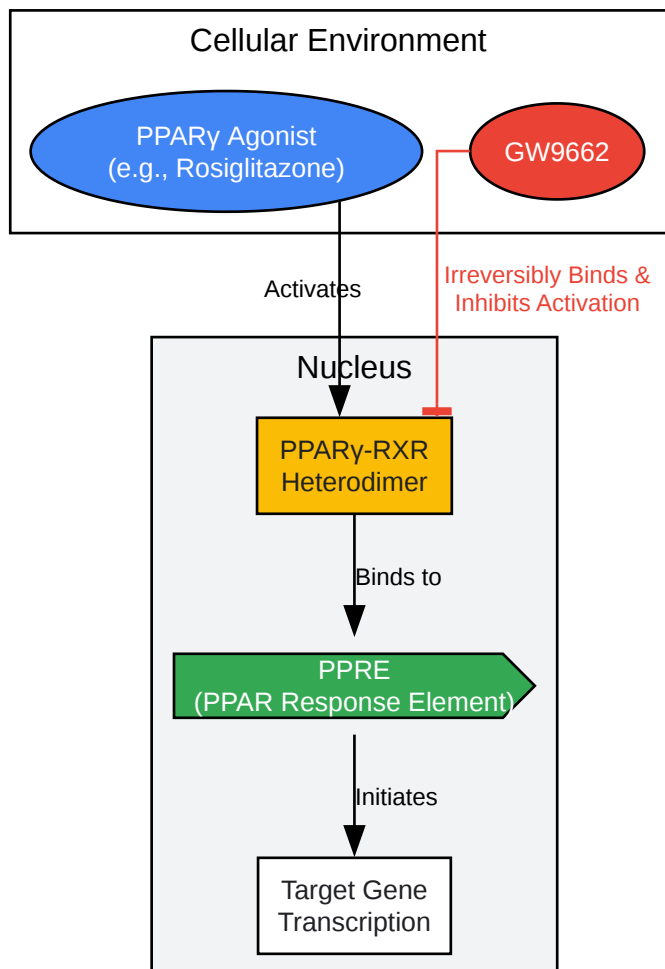 Cellular Environment
PPARγ Agonist
(e.g., Rosiglitazone)
GW9662
Activates
Irreversibly Binds &
Inhibits Activation
Nucleus
PPARγ-RXR
Heterodimer
Binds to
PPRE
(PPAR Response Element)
Initiates
Target Gene
Transcription